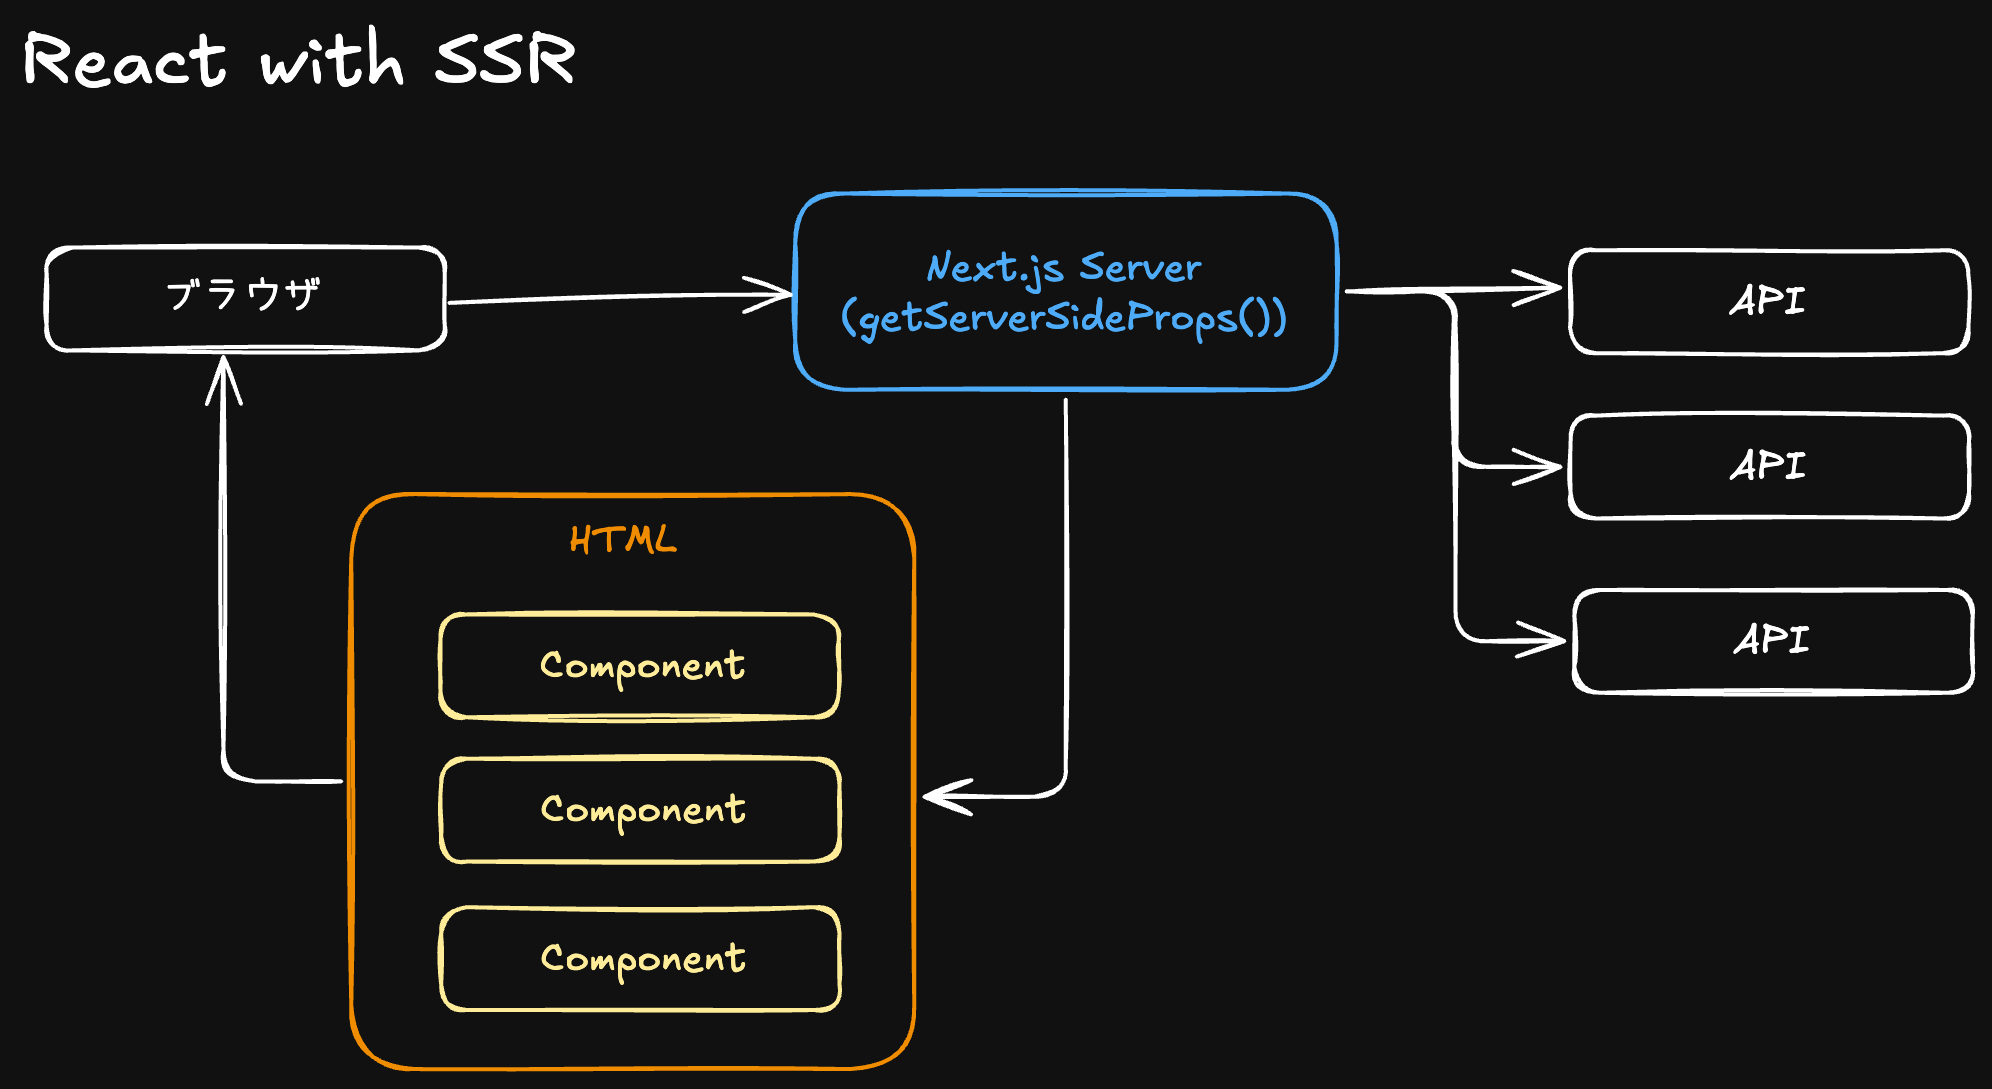 React with SSR
ブラウザ
Next.js Server
(getServerSideProps())
API
API
API
HTML
Component
Component
Component